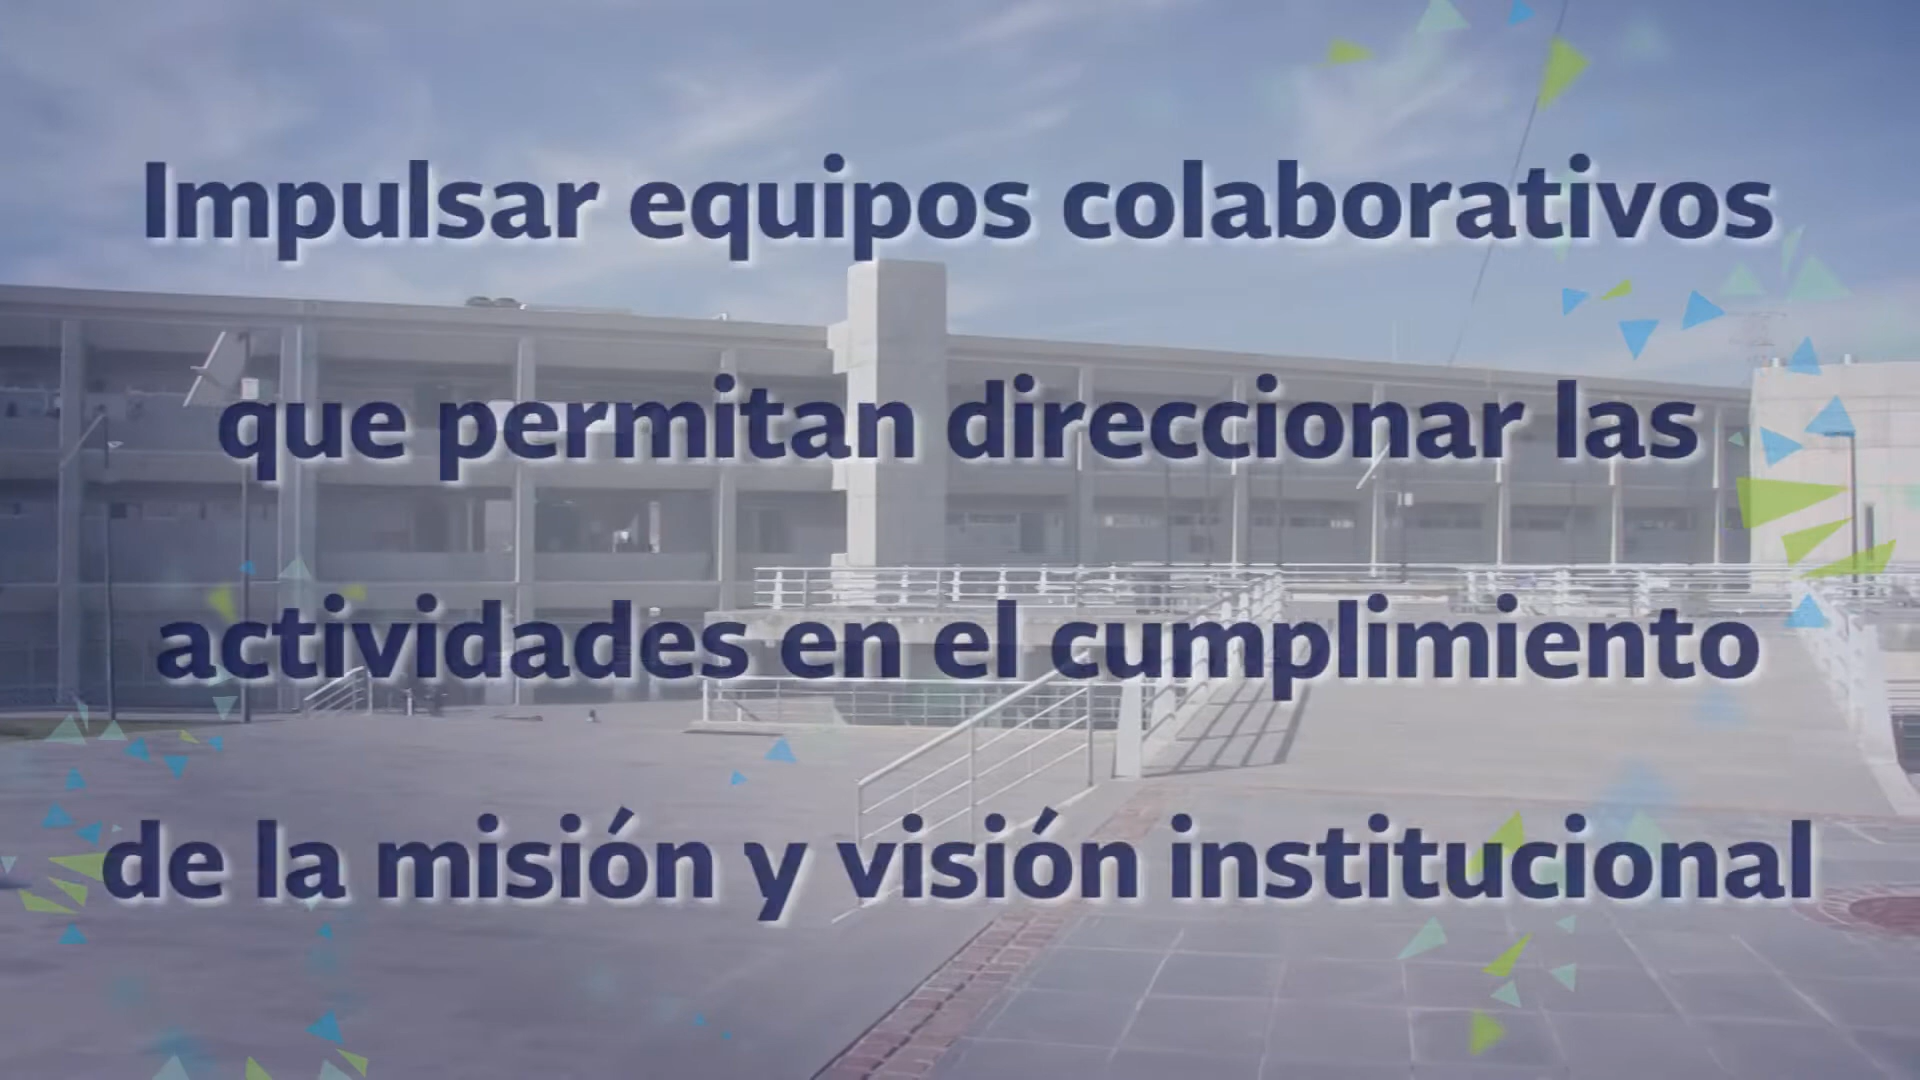 Impulsar equipos colaborativos
que permitan direccionar las
actividades en el cumplimiento
de la misión y visión institucional